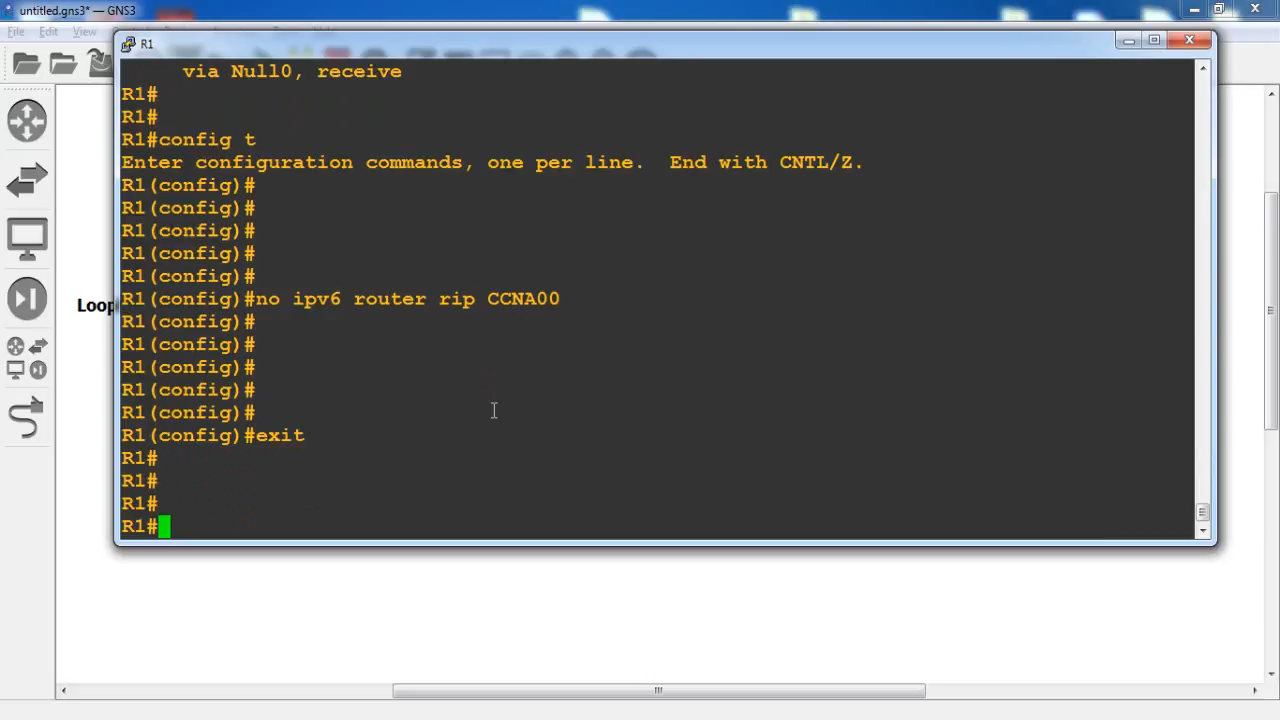 untitled.gns3* — GNS3
File Edit View
R1
via Null0, receive
R1#
R1#
R1#config t
Enter configuration commands, one per line.  End with CNTL/Z.
R1(config)#
R1(config)#
R1(config)#
R1(config)#
R1(config)#
R1(config)#no ipv6 router rip CCNA00
R1(config)#
R1(config)#
R1(config)#
R1(config)#
R1(config)#
R1(config)#exit
R1#
R1#
R1#
R1#